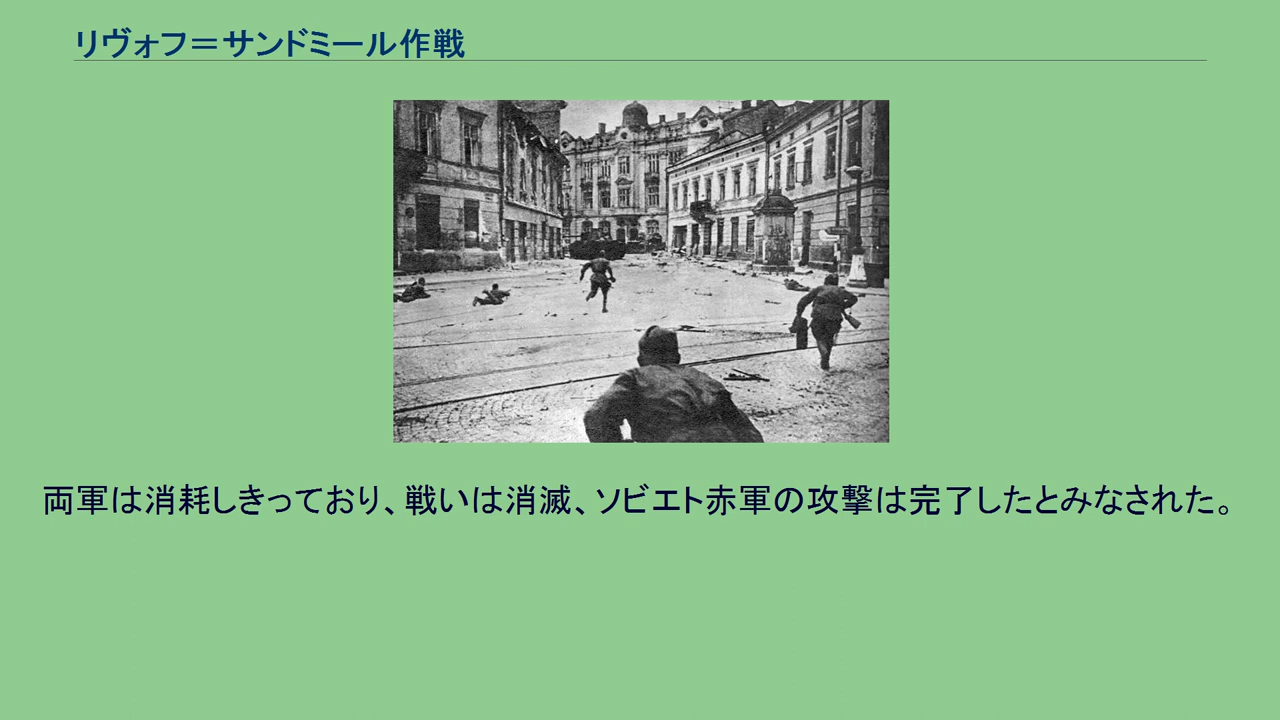 リヴォフ＝サンドミール作戦
両軍は消耗しきっており、戦いは消滅、ソビエト赤軍の攻撃は完了したとみなされた。